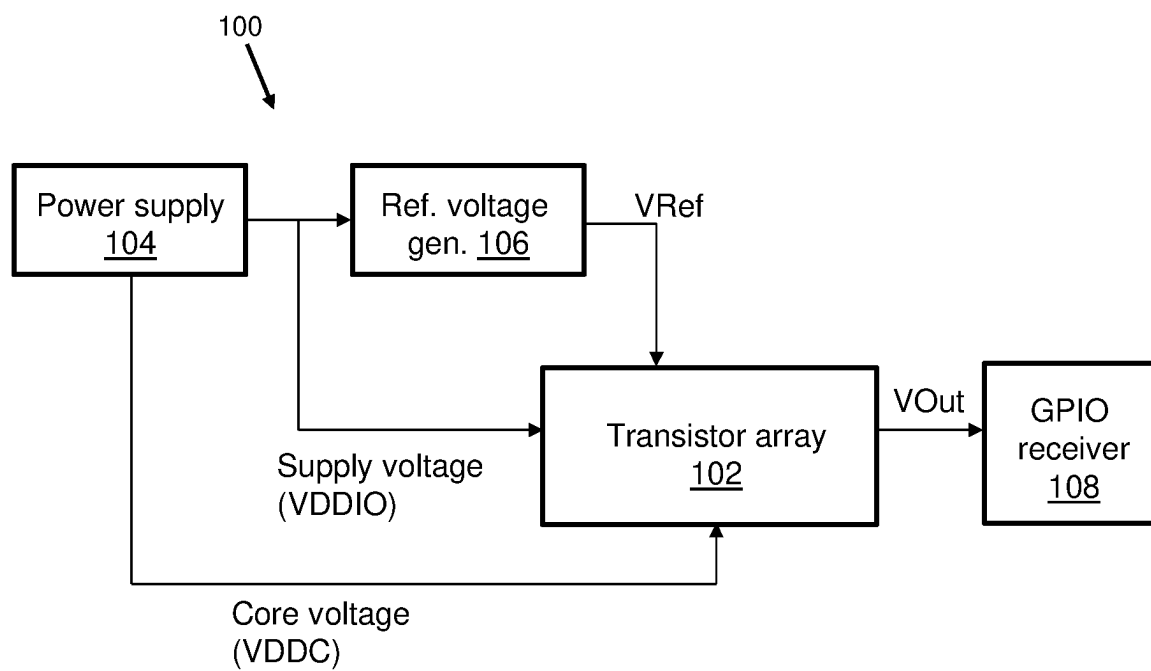 100
Power supply
104
Ref. voltage
gen. 106
VRef
Transistor array
102
VOut
GPIO
receiver
108
Supply voltage
(VDDIO)
Core voltage
(VDDC)